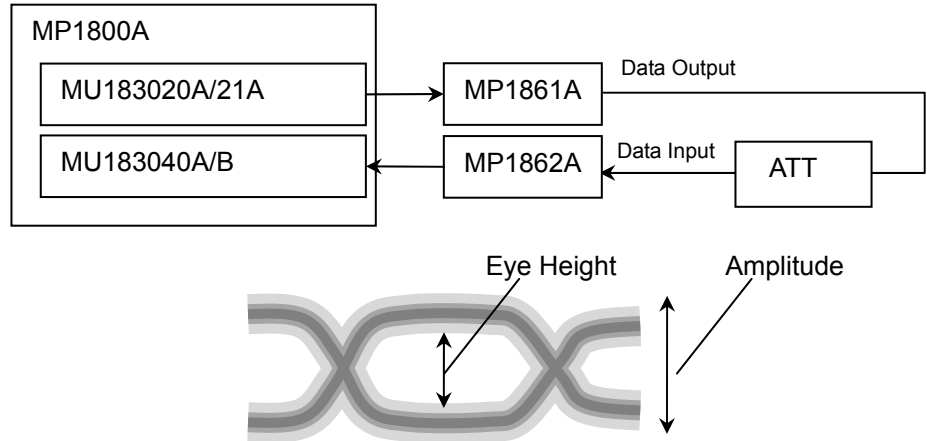 MP1800A
MU183020A/21A
MP1861A
Data Output
MU183040A/B
MP1862A
Data Input
ATT
Eye Height
Amplitude